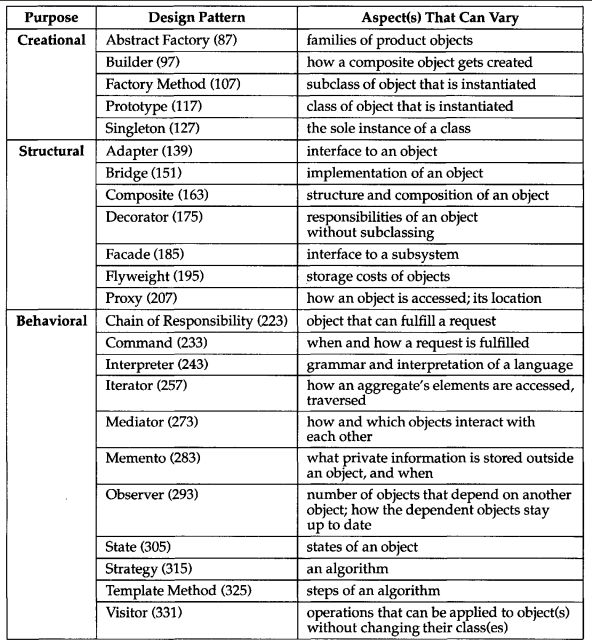 Purpose Design Pattern Aspect(s) That Can Vary
Creational Abstract Factory (87) families of product objects
Builder (97) how a composite object gets created
Factory Method (107) subclass of object that is instantiated
Prototype (117) class of object that is instantiated
Singleton (127) the sole instance of a class
Structural Adapter (139) interface to an object
Bridge (151) implementation of an object
Composite (163) structure and composition of an object
Decorator (175) responsibilities of an object
without subclassing
Facade (185) interface to a subsystem
Flyweight (195) storage costs of objects
Proxy (207) how an object is accessed; its location
Behavioral Chain of Responsibility (223) object that can fulfill a request
Command (233) when and how a request is fulfilled
Interpreter (243) grammar and interpretation of a language
Iterator (257) how an aggregate's elements are accessed,
traversed
Mediator (273) how and which objects interact with
each other
Memento (283) what private information is stored outside
an object, and when
Observer (293) number of objects that depend on another
object; how the dependent objects stay
up to date
State (305) states of an object
Strategy (315) an algorithm
Template Method (325) steps of an algorithm
Visitor (331) operations that can be applied to object(s)
without changing their class(es)